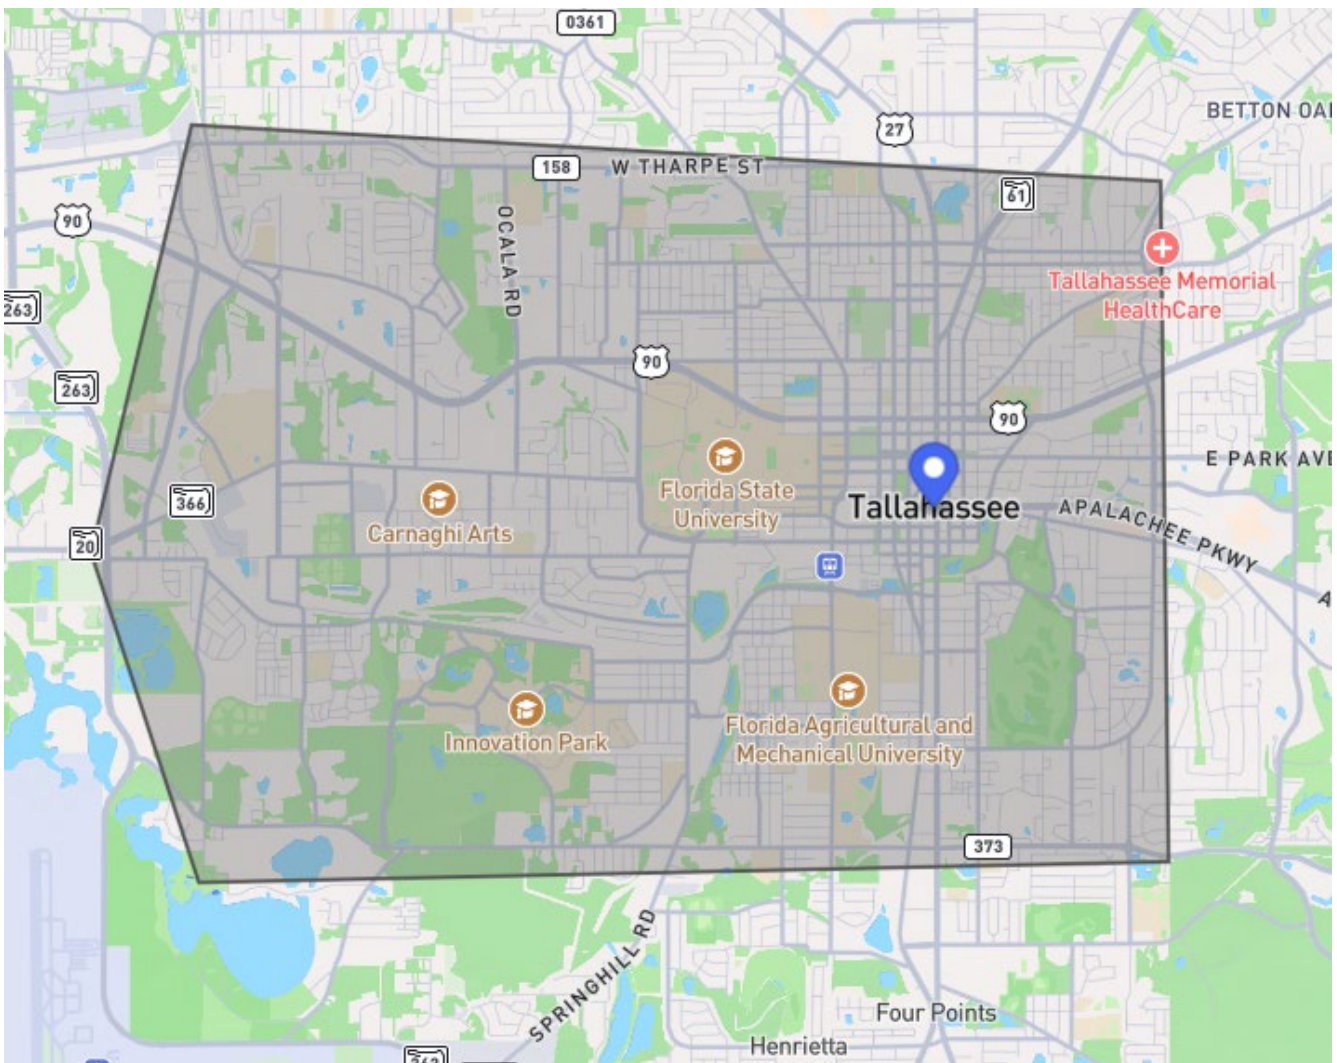 0361
BETTON OA
27
158
W THARPE ST
61
90
OCALA RD
Tallahassee Memorial
HealthCare
263
90
263
90
E PARK AVE
Florida State
University
366
Carnaghi Arts
Tallahassee
APALACHEE PKWY
20
A
Innovation Park
Florida Agricultural and
Mechanical University
373
SPRINGHILL RD
Four Points
Henrietta